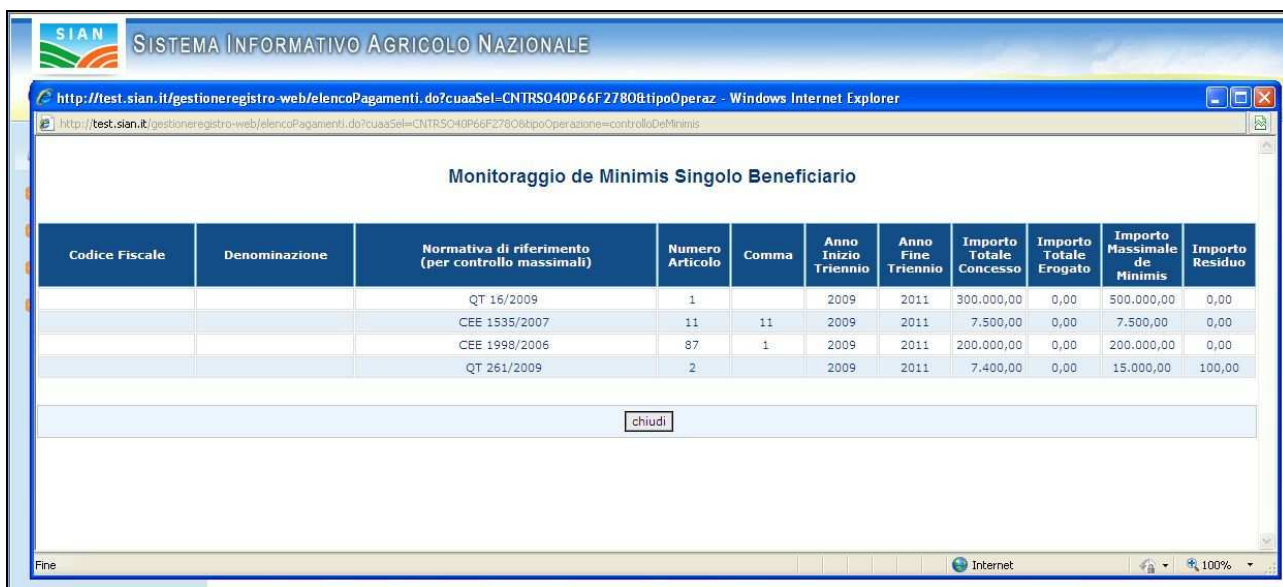 SIAN
SISTEMA INFORMATIVO AGRICOLO NAZIONALE
http://test.sian.it/gestioneregistro-web/elencoPagamenti.do?cuaaSel=CNTRSO40P66F278O&tipoOperaz - Windows Internet Explorer
http://test.sian.it/gestioneregistro-web/elencoPagamenti.do?cuaaSel=CNTRSO40P66F278O&tipoOperazione=controlloDeMinimis
Monitoraggio de Minimis Singolo Beneficiario
Codice Fiscale Denominazione Normativa di riferimento (per controllo massimali) Numero Articolo Comma Anno Inizio Triennio Anno Fine Triennio Importo Totale Concesso Importo Totale Erogato Importo Massimale de Minimis Importo Residuo
QT 16/2009 1 2009 2011 300.000,00 0,00 500.000,00 0,00
CEE 1535/2007 11 11 2009 2011 7.500,00 0,00 7.500,00 0,00
CEE 1998/2006 87 1 2009 2011 200.000,00 0,00 200.000,00 0,00
QT 261/2009 2 2009 2011 7.400,00 0,00 15.000,00 100,00
chiudi
Fine Internet 100%